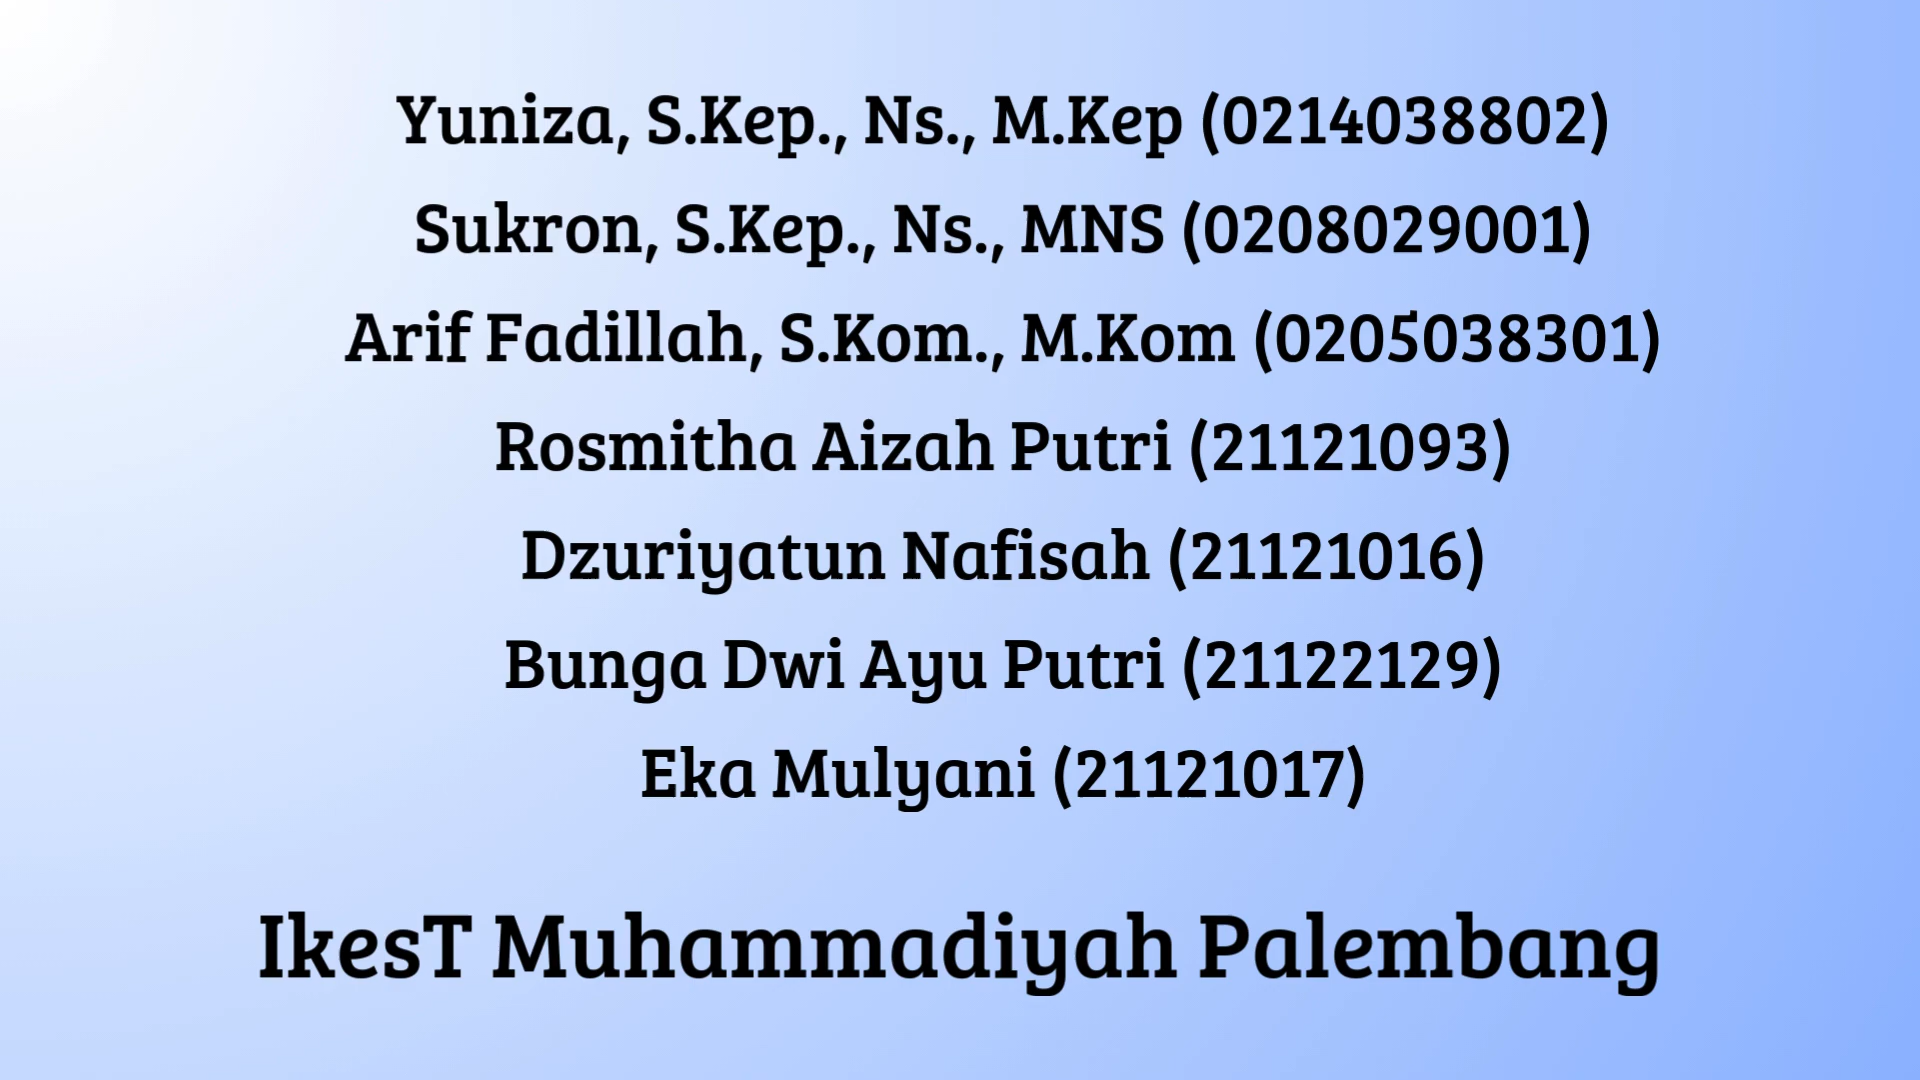 Yuniza, S.Kep., Ns., M.Kep (0214038802)
Sukron, S.Kep., Ns., MNS (0208029001)
Arif Fadillah, S.Kom., M.Kom (0205038301)
Rosmitha Aizah Putri (21121093)
Dzuriyatun Nafisah (21121016)
Bunga Dwi Ayu Putri (21122129)
Eka Mulyani (21121017)
IkesT Muhammadiyah Palembang